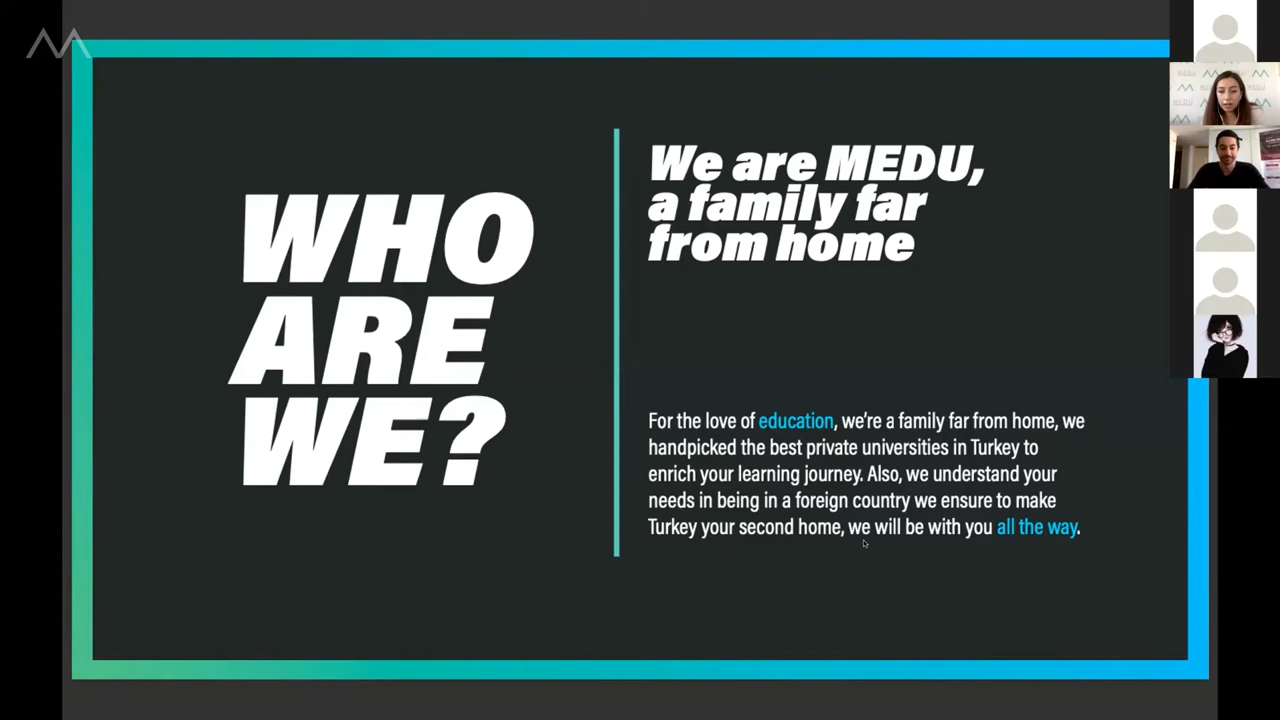 WHO
ARE
WE?
We are MEDU,
a family far
from home
For the love of education, we're a family far from home, we
handpicked the best private universities in Turkey to
enrich your learning journey. Also, we understand your
needs in being in a foreign country we ensure to make
Turkey your second home, we will be with you all the way.